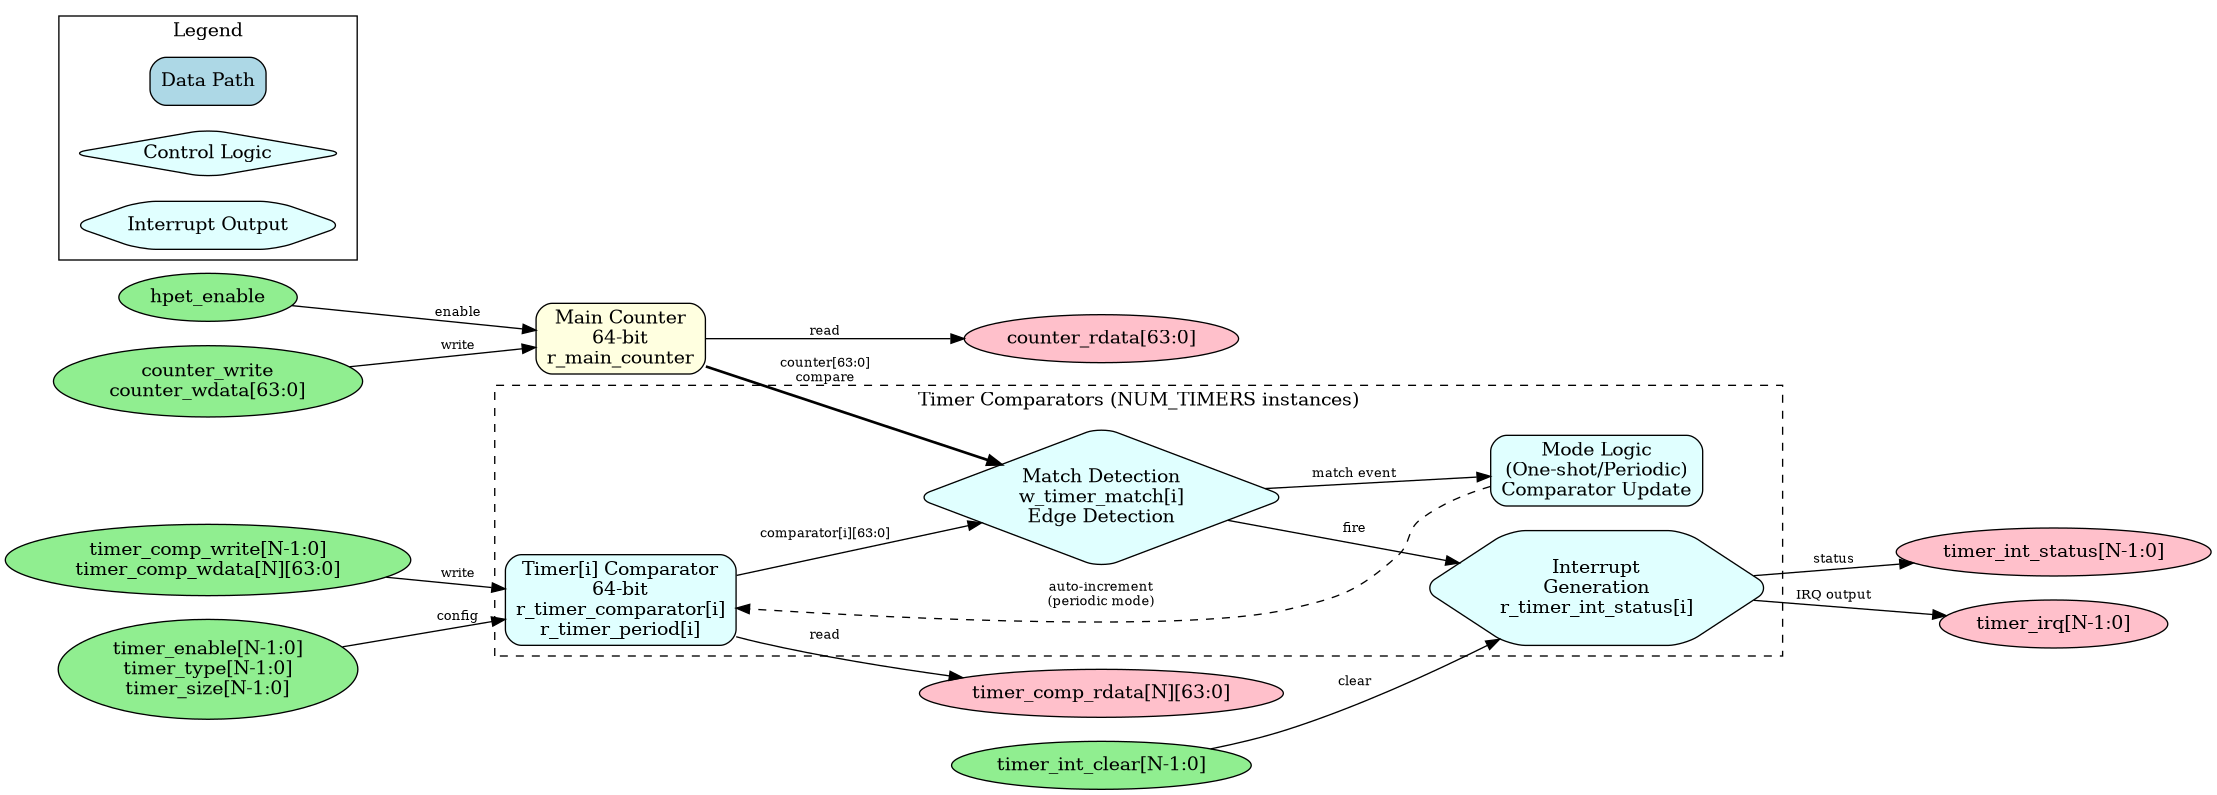 Legend
Data Path
Control Logic
Interrupt Output
hpet_enable
enable
counter_write
counter_wdata[63:0]
write
Main Counter
64-bit
r_main_counter
read
counter_rdata[63:0]
counter[63:0]
compare
Timer Comparators (NUM_TIMERS instances)
timer_comp_write[N-1:0]
timer_comp_wdata[N][63:0]
write
timer_enable[N-1:0]
timer_type[N-1:0]
timer_size[N-1:0]
config
Timer[i] Comparator
64-bit
r_timer_comparator[i]
r_timer_period[i]
comparator[i][63:0]
Match Detection
w_timer_match[i]
Edge Detection
match event
Mode Logic
(One-shot/Periodic)
Comparator Update
fire
auto-increment
(periodic mode)
Interrupt
Generation
r_timer_int_status[i]
read
timer_comp_rdata[N][63:0]
timer_int_clear[N-1:0]
clear
status
timer_int_status[N-1:0]
IRQ output
timer_irq[N-1:0]